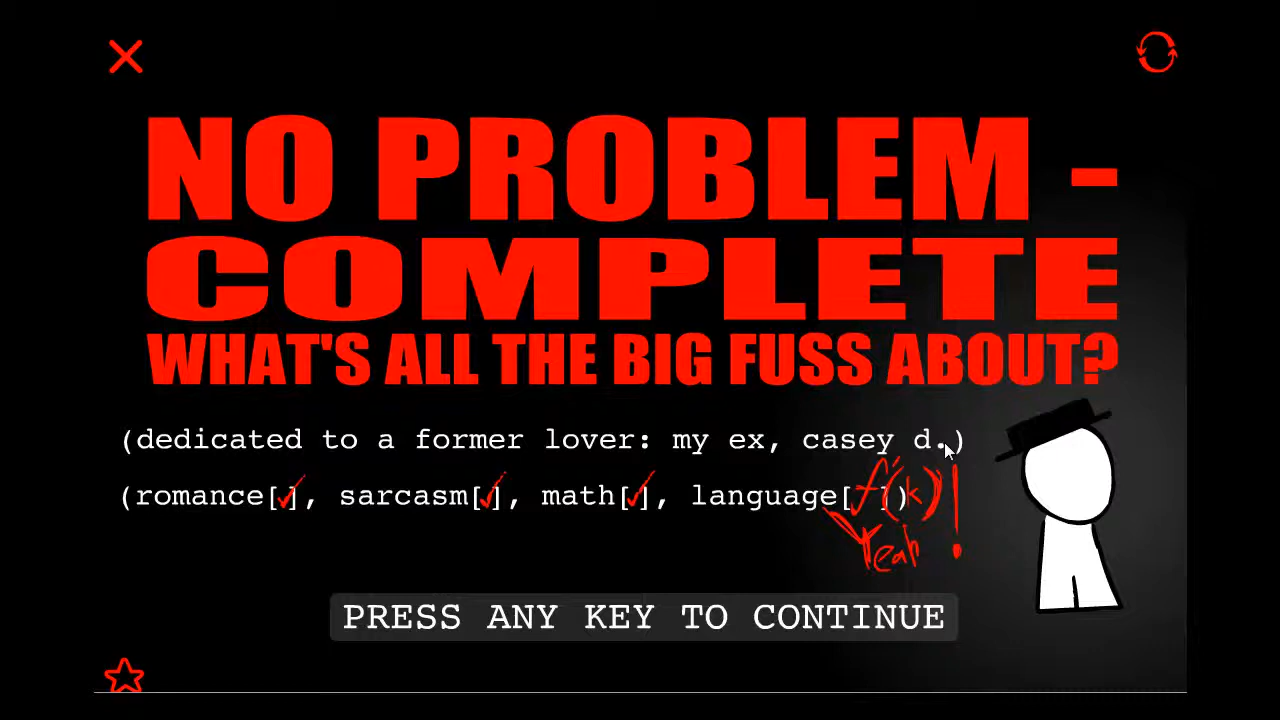 NO PROBLEM -
COMPLETE
WHAT'S ALL THE BIG FUSS ABOUT?
(dedicated to a former lover: my ex, casey d.)
(romance[✓], sarcasm[✓], math[✓], language[ ])
f'(k)!
Yeah
PRESS ANY KEY TO CONTINUE